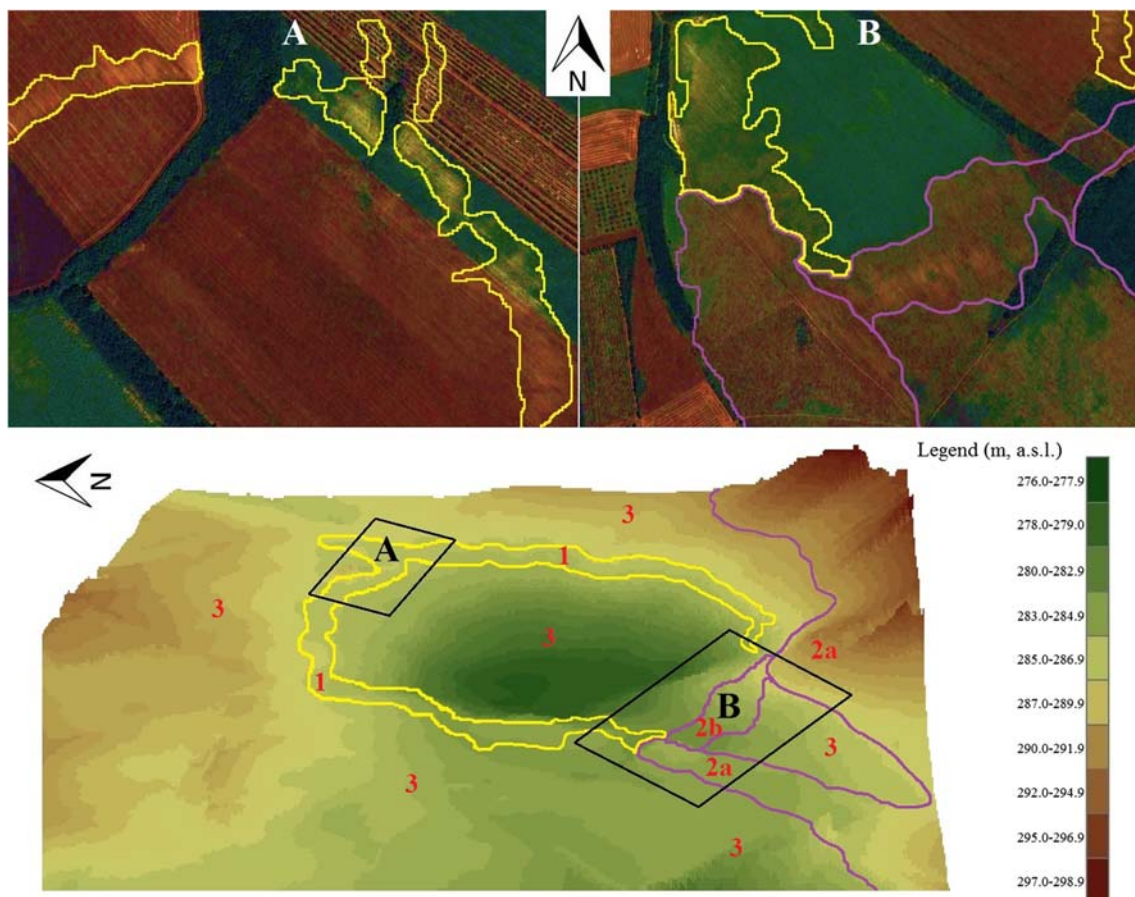 A
N
B
N
Legend (m, a.s.l.)
276.0-277.9
278.0-279.0
280.0-282.9
283.0-284.9
285.0-286.9
287.0-289.9
290.0-291.9
292.0-294.9
295.0-296.9
297.0-298.9
3
A
1
3
3
2a
1
B
2b
3
2a
3
3